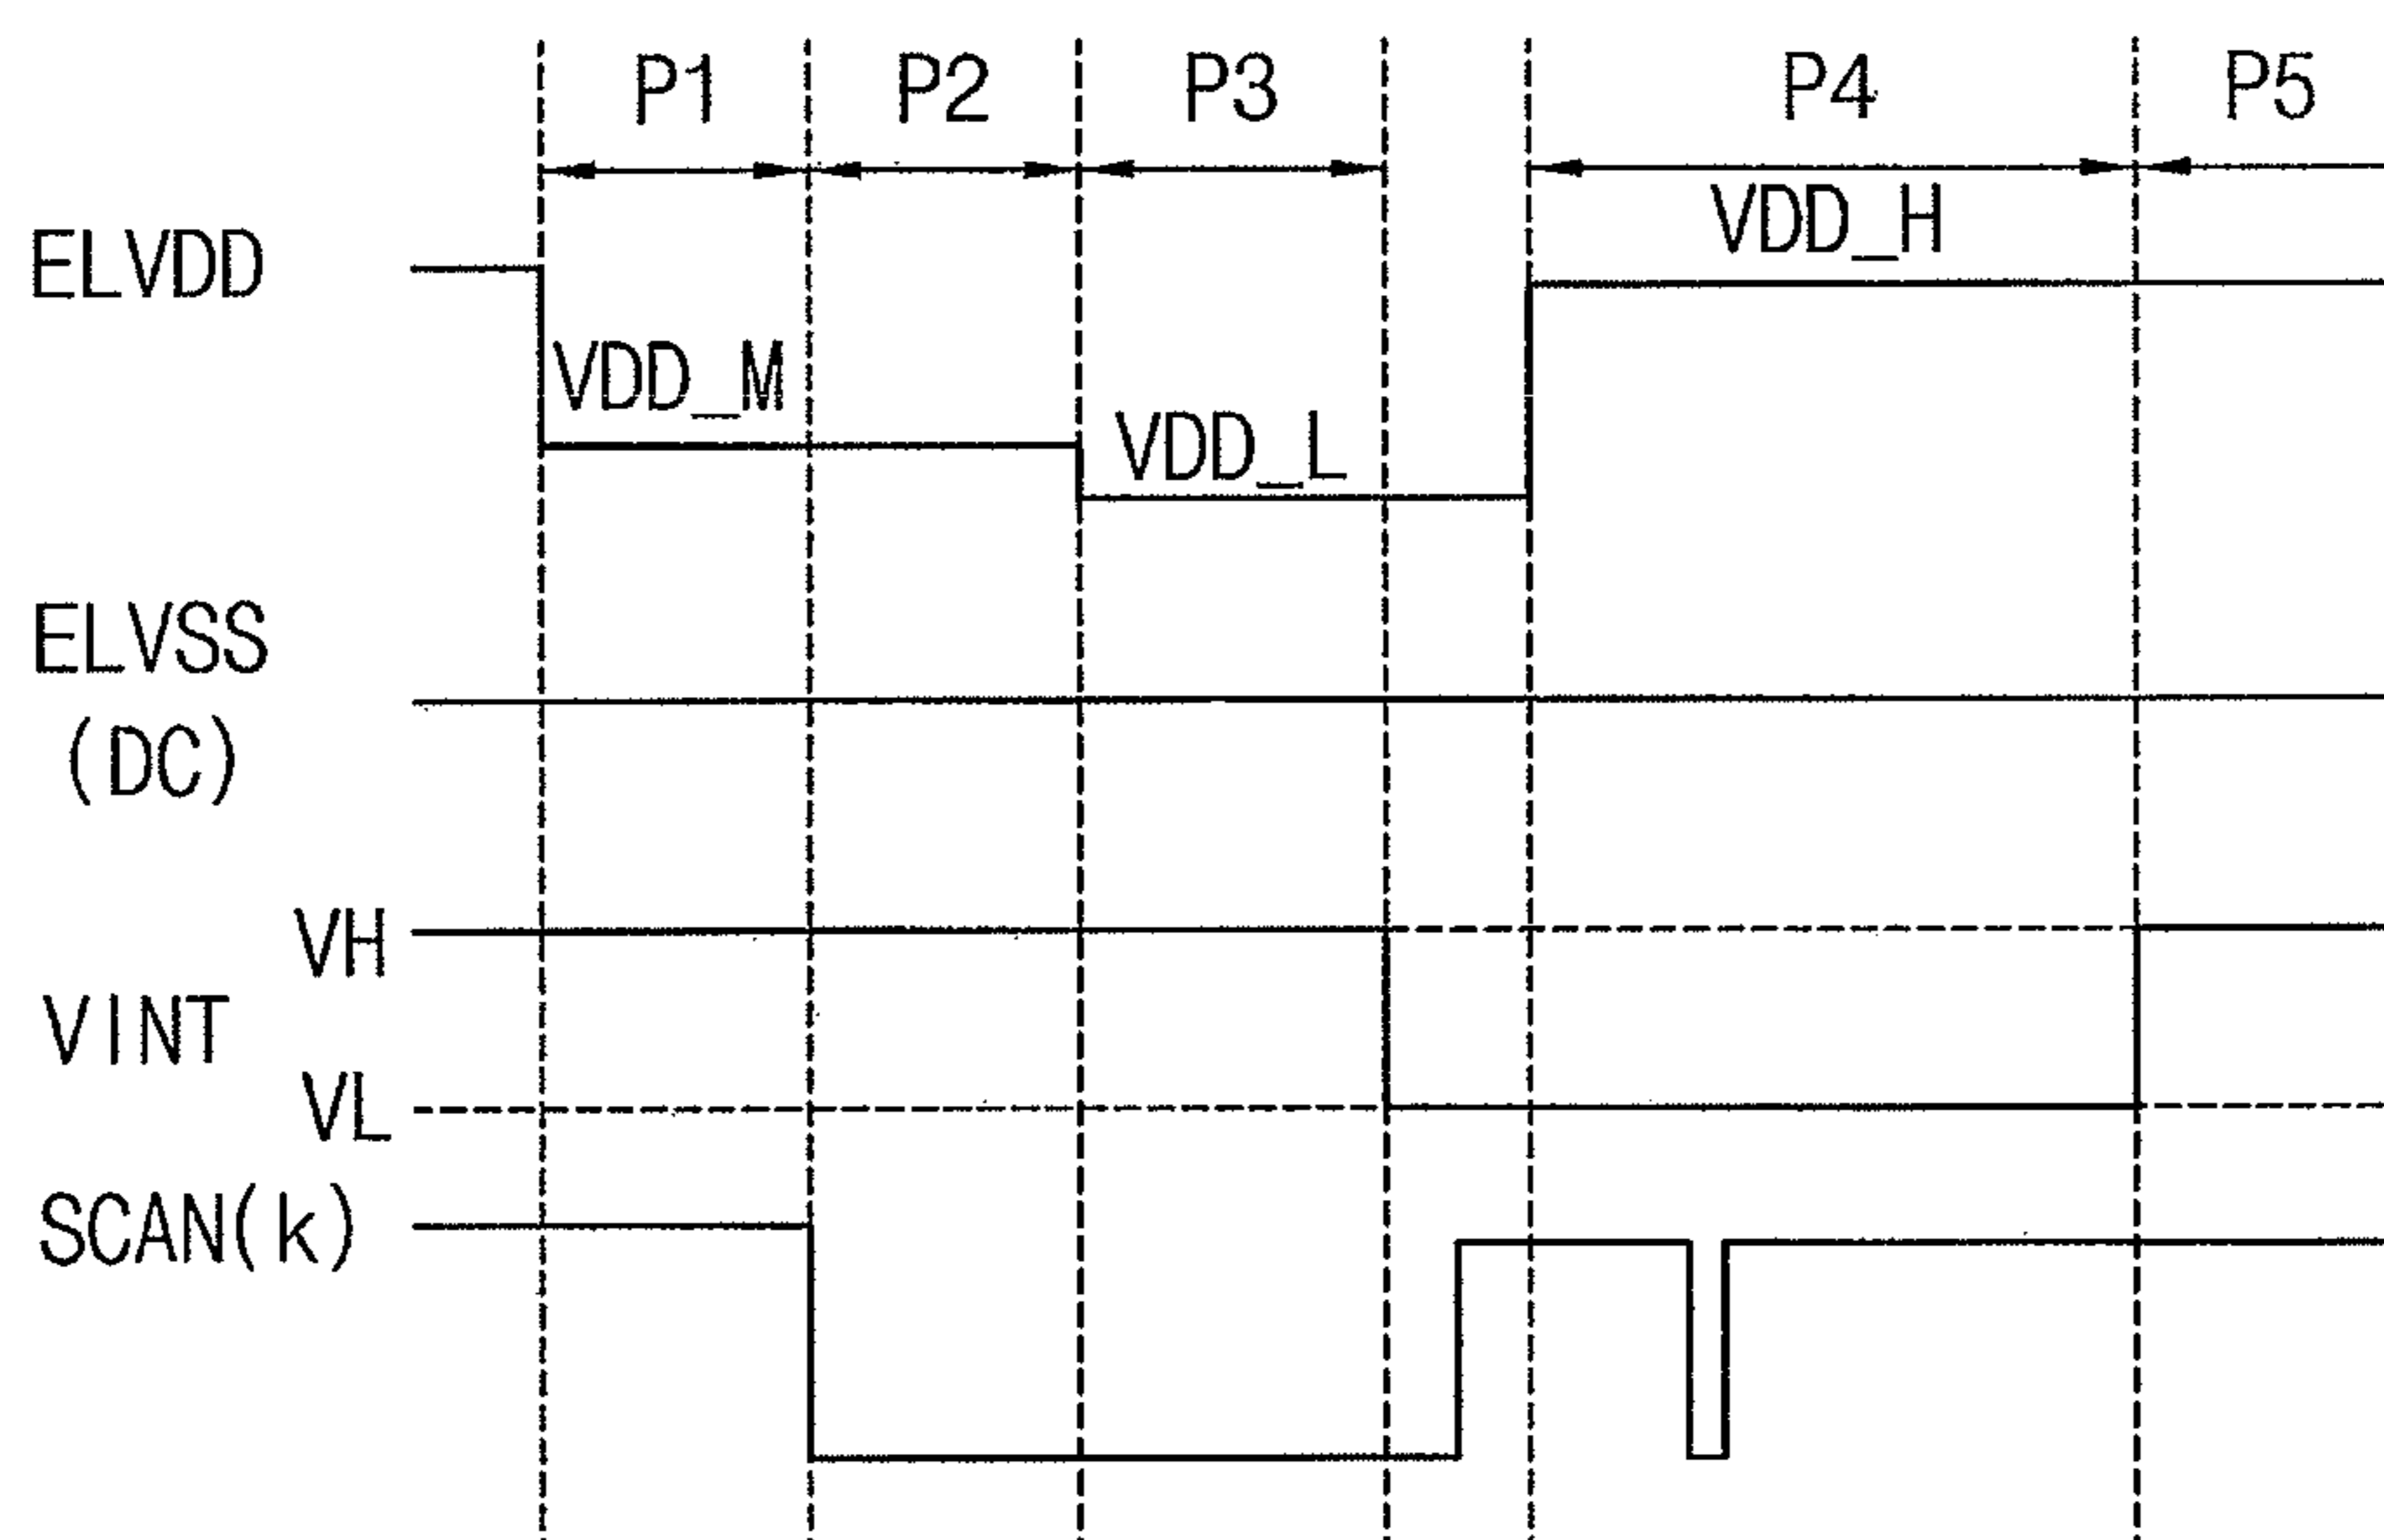 P1 P2 P3 P4 P5
VDD_H
ELVDD
VDD_M
VDD_L
ELVSS
(DC)
VH
VINT
VL
SCAN(k)